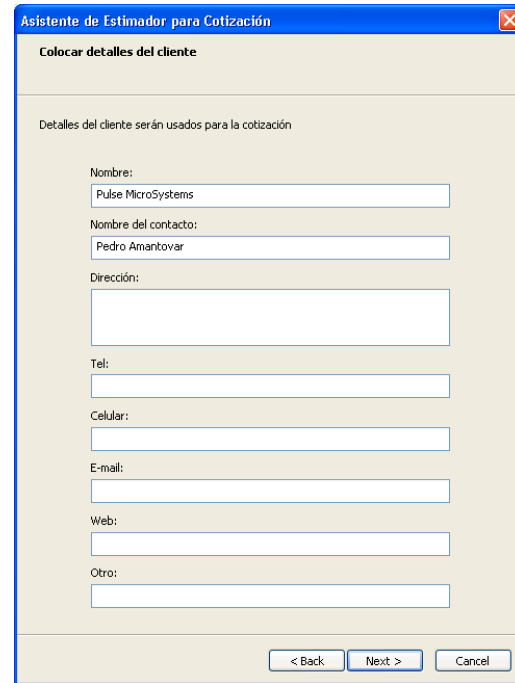 Asistente de Estimador para Cotización
Colocar detalles del cliente
Detalles del cliente serán usados para la cotización
Nombre:
Pulse MicroSystems
Nombre del contacto:
Pedro Amantovar
Dirección:
Tel:
Celular:
E-mail:
Web:
Otro:
< Back Next > Cancel